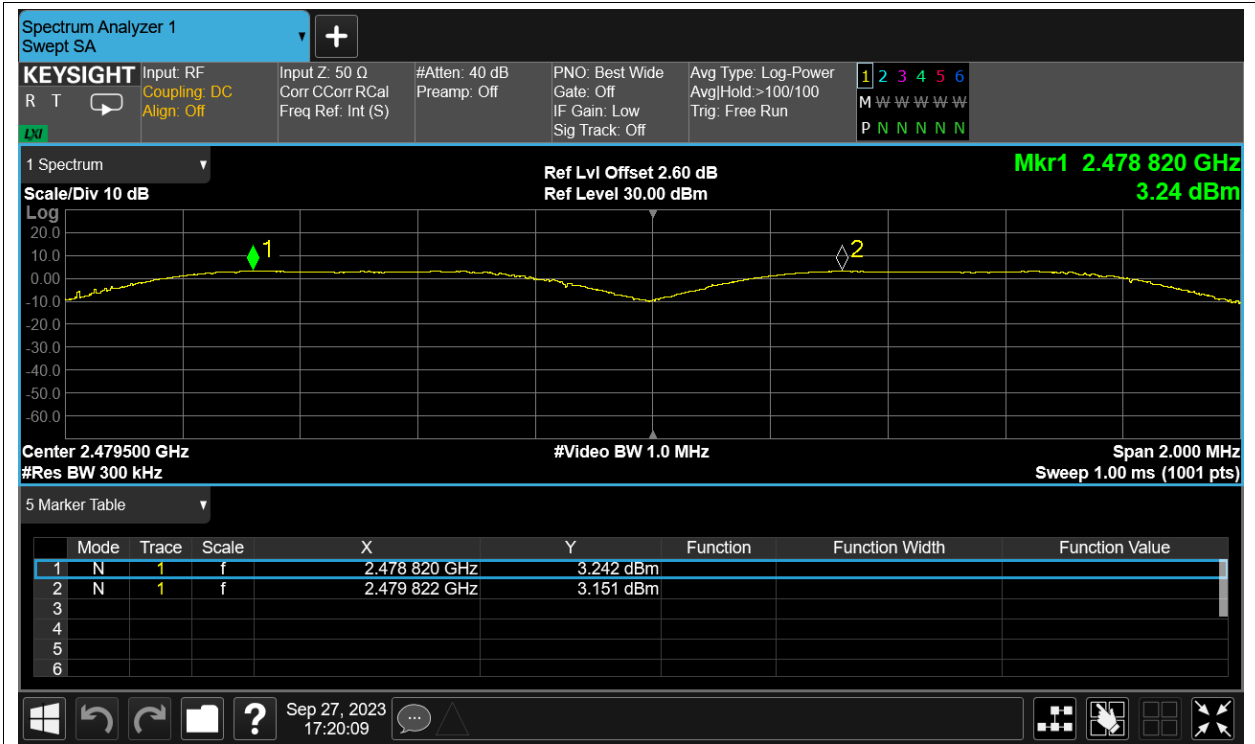 Spectrum Analyzer 1
Swept SA
+
KEYSIGHT
R T
LXI
Input: RF
Coupling: DC
Align: Off
Input Z: 50 Ω
Corr CCorr RCal
Freq Ref: Int (S)
#Atten: 40 dB
Preamp: Off
PNO: Best Wide
Gate: Off
IF Gain: Low
Sig Track: Off
Avg Type: Log-Power
Avg|Hold:>100/100
Trig: Free Run
1 2 3 4 5 6
M W W W W W
P N N N N N
1 Spectrum
Scale/Div 10 dB
Ref Lvl Offset 2.60 dB
Ref Level 30.00 dBm
Mkr1 2.478 820 GHz
3.24 dBm
Log
20.0
10.0
0.00
-10.0
-20.0
-30.0
-40.0
-50.0
-60.0
1
2
Center 2.479500 GHz
#Res BW 300 kHz
#Video BW 1.0 MHz
Span 2.000 MHz
Sweep 1.00 ms (1001 pts)
5 Marker Table
Mode Trace Scale X Y Function Function Width Function Value
1 N 1 f 2.478 820 GHz 3.242 dBm
2 N 1 f 2.479 822 GHz 3.151 dBm
3
4
5
6
?
Sep 27, 2023
17:20:09